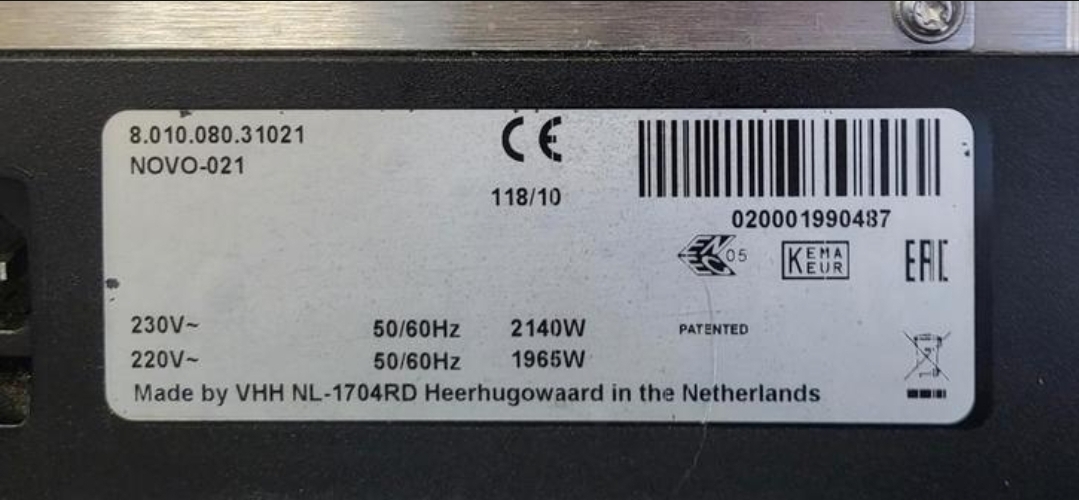 8.010.080.31021
NOVO-021
CE
118/10
020001990487
ENEC 05
KEMA
KEUR
EAC
230V~ 50/60Hz 2140W
PATENTED
220V~ 50/60Hz 1965W
Made by VHH NL-1704RD Heerhugowaard in the Netherlands